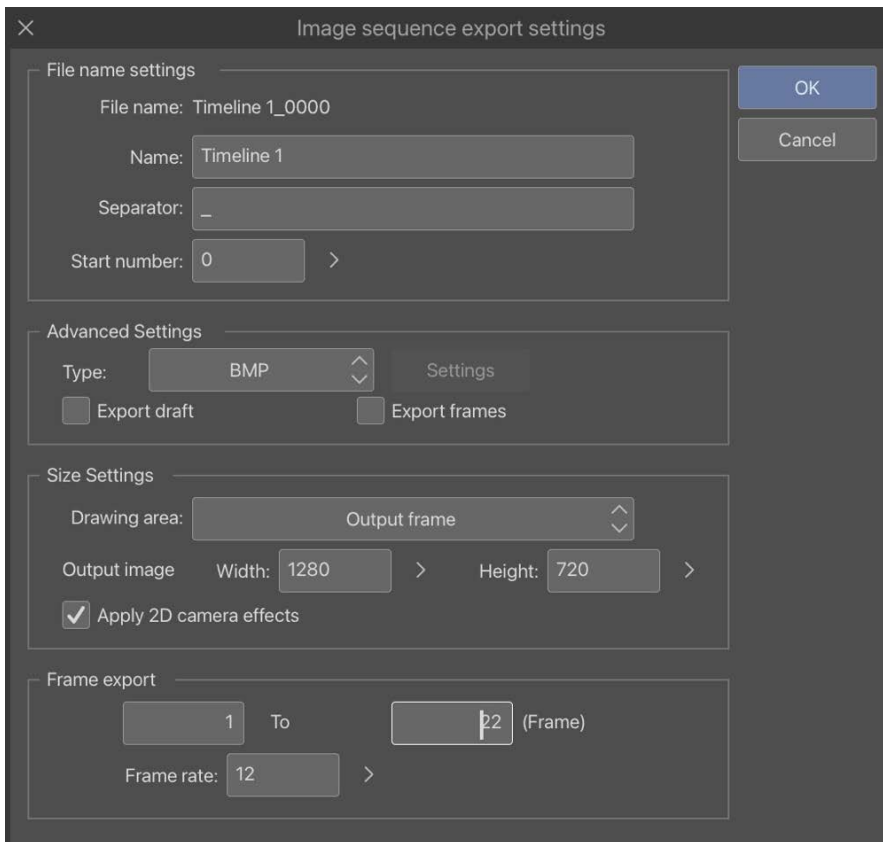 Image sequence export settings
File name settings
File name: Timeline 1_0000
Name: Timeline 1
Separator: _
Start number: 0
OK
Cancel
Advanced Settings
Type: BMP Settings
Export draft Export frames
Size Settings
Drawing area: Output frame
Output image Width: 1280 Height: 720
Apply 2D camera effects
Frame export
1 To 22 (Frame)
Frame rate: 12